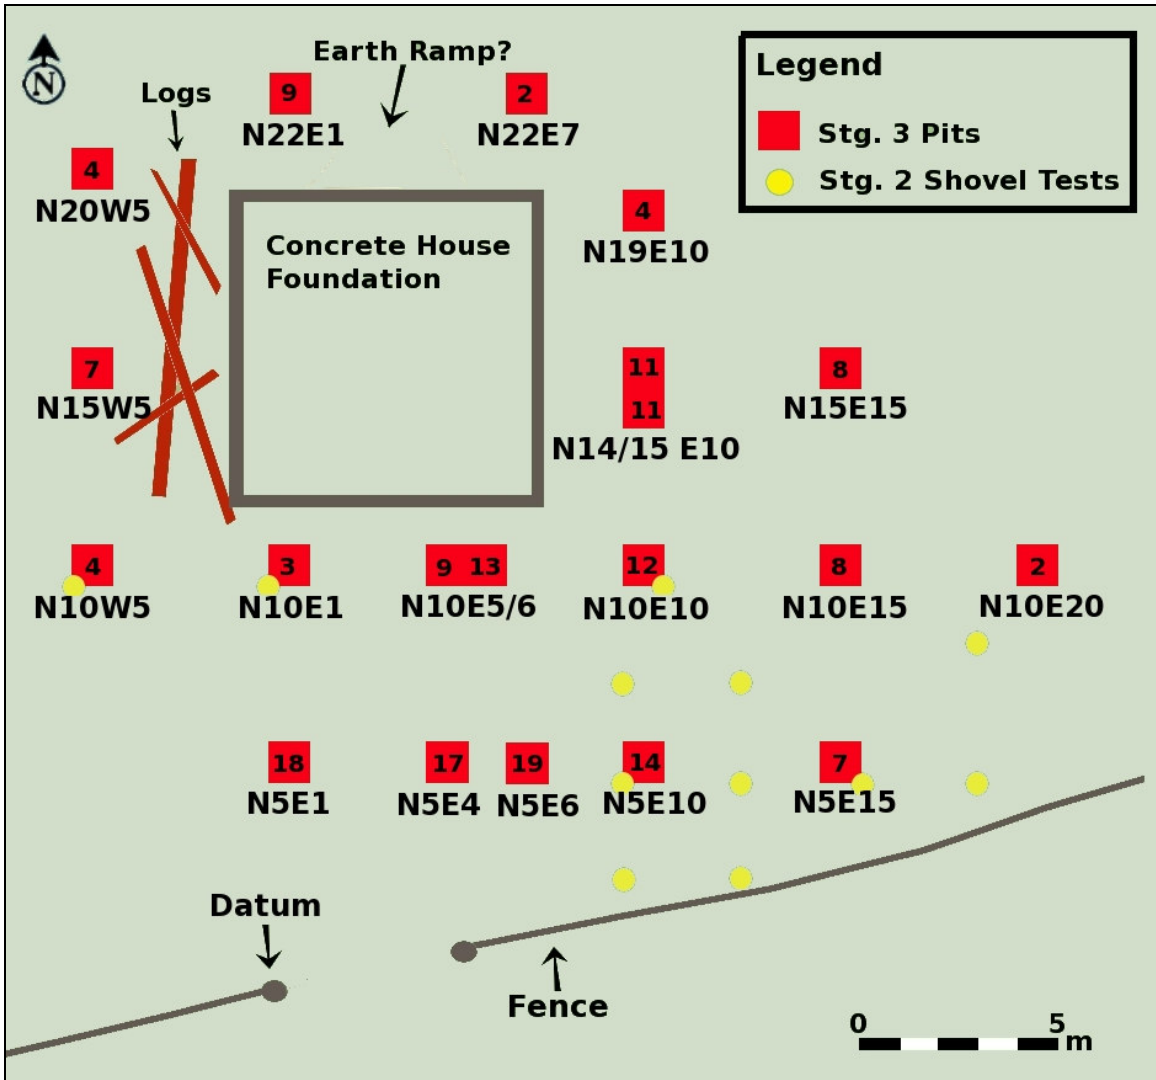 Earth Ramp?
Legend
N
Logs
9
2
N22E1
N22E7
Stg. 3 Pits
4
Stg. 2 Shovel Tests
N20W5
4
N19E10
Concrete House
Foundation
7
11
8
N15W5
11
N15E15
N14/15 E10
4
3
9 13
12
8
2
N10W5
N10E1
N10E5/6
N10E10
N10E15
N10E20
18
17
19
14
7
N5E1
N5E4
N5E6
N5E10
N5E15
Datum
Fence
0
5
m